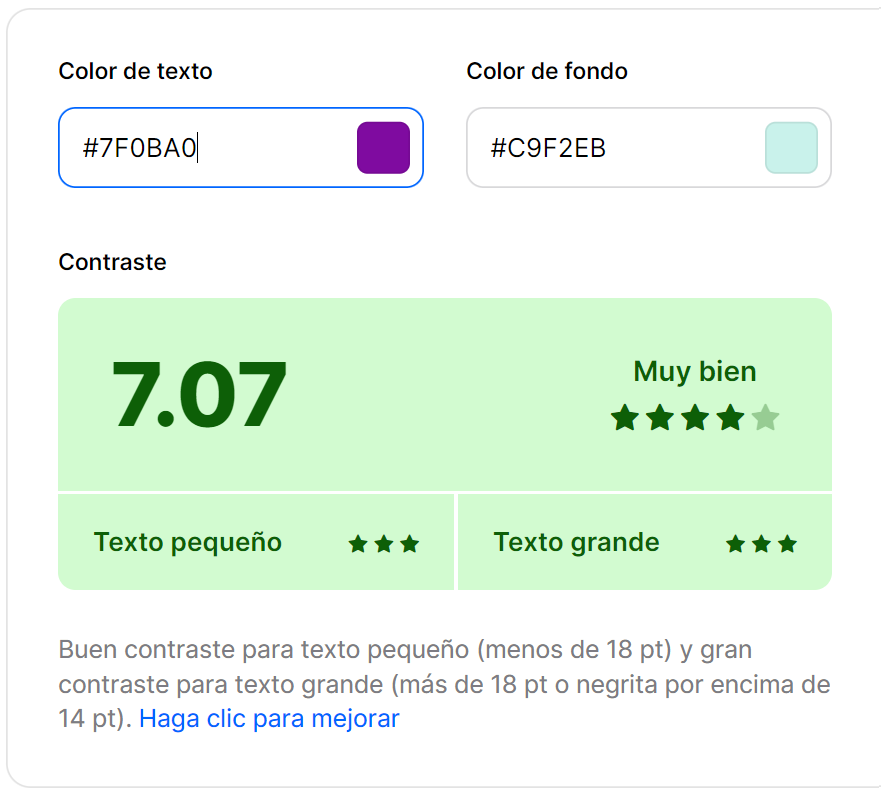 Color de texto
Color de fondo
#7F0BA0
#C9F2EB
Contraste
7.07
Muy bien
Texto pequeño
Texto grande
Buen contraste para texto pequeño (menos de 18 pt) y gran
contraste para texto grande (más de 18 pt o negrita por encima de
14 pt). Haga clic para mejorar